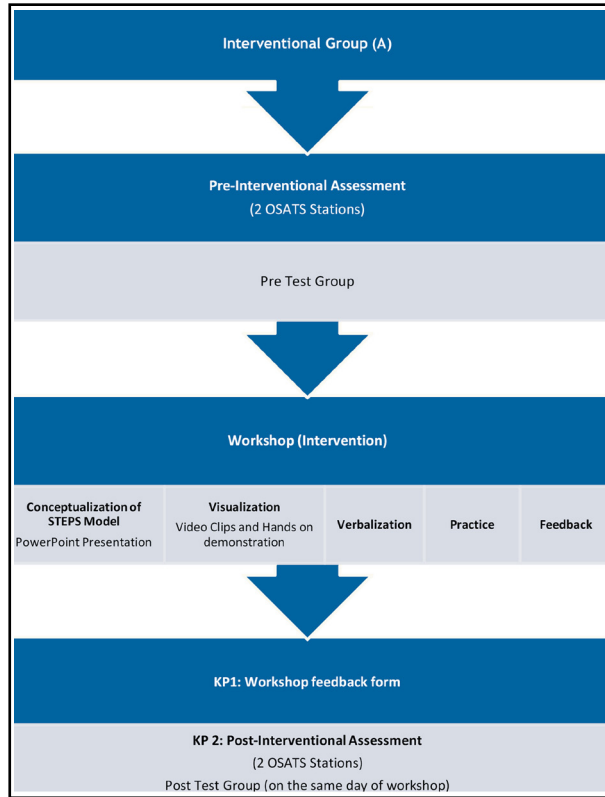 Interventional Group (A)
Pre-Interventional Assessment
(2 OSATS Stations)
Pre Test Group
Workshop (Intervention)
Conceptualization of
STEPS Model
PowerPoint Presentation
Visualization
Video Clips and Hands on
demonstration
Verbalization
Practice
Feedback
KP1: Workshop feedback form
KP 2: Post-Interventional Assessment
(2 OSATS Stations)
Post Test Group (on the same day of workshop)